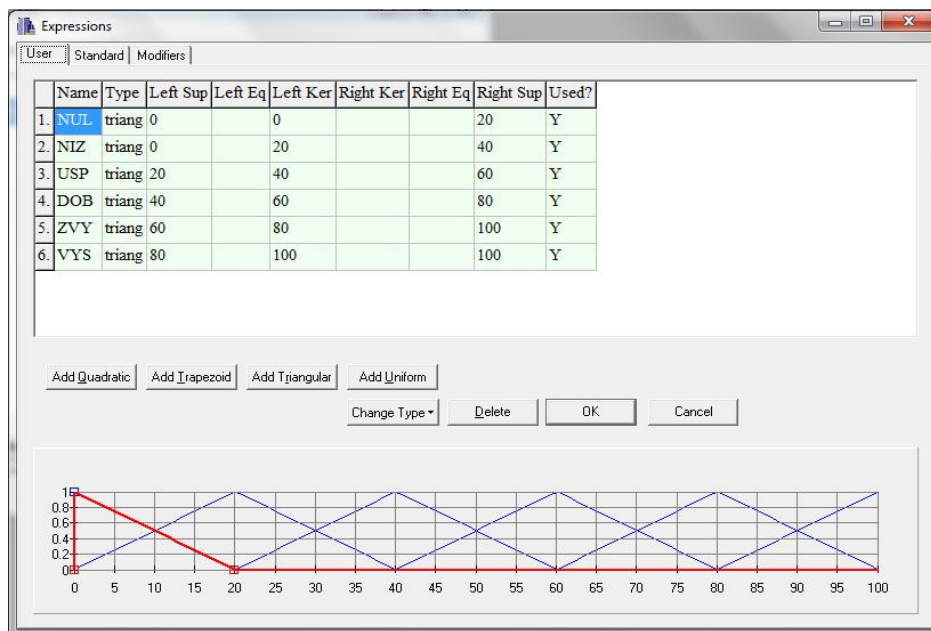 Expressions
User Standard Modifiers
Name Type Left Sup Left Eq Left Ker Right Ker Right Eq Right Sup Used?
1. NUL triang 0 0 20 Y
2. NIZ triang 0 20 40 Y
3. USP triang 20 40 60 Y
4. DOB triang 40 60 80 Y
5. ZVY triang 60 80 100 Y
6. VYS triang 80 100 100 Y
Add Quadratic Add Trapezoid Add Triangular Add Uniform
Change Type Delete OK Cancel
1
0.8
0.6
0.4
0.2
0
0 5 10 15 20 25 30 35 40 45 50 55 60 65 70 75 80 85 90 95 100